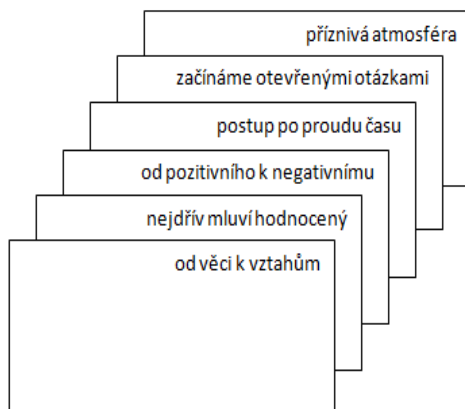 příznivá atmosféra
začínáme otevřenými otázkami
postup po proudu času
od pozitivního k negativnímu
nejdřív mluví hodnocený
od věci k vztahům